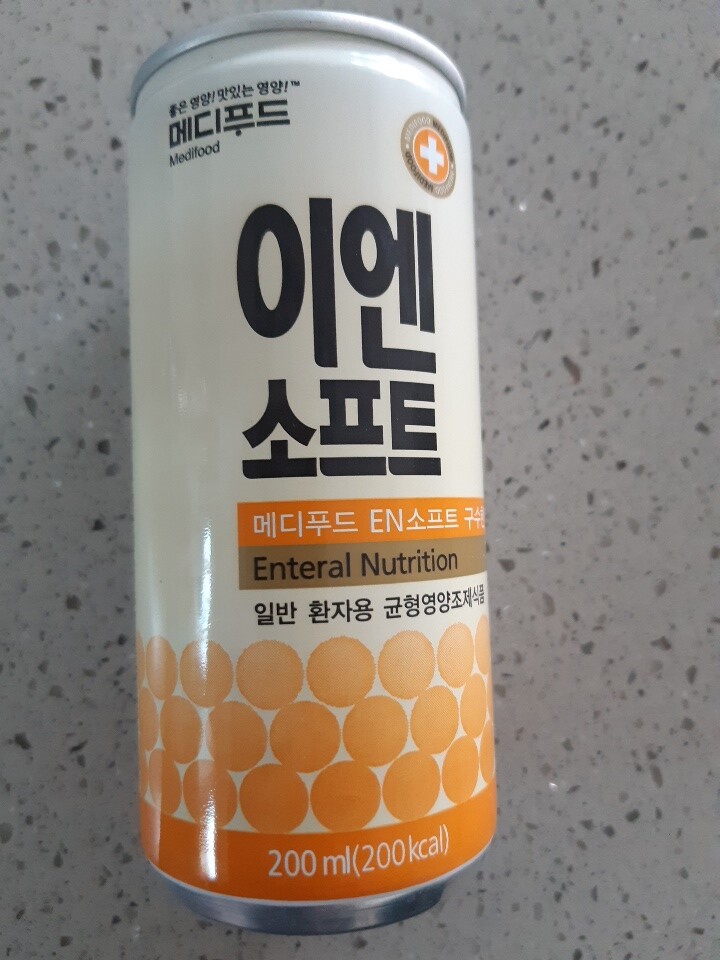 좋은 영양! 맛있는 영양!™
메디푸드
Medifood
MEDIFOOD
이엔
소프트
메디푸드 EN소프트
Enteral Nutrition
일반 환자용 균형영양조제식품
200 ml(200 kcal)